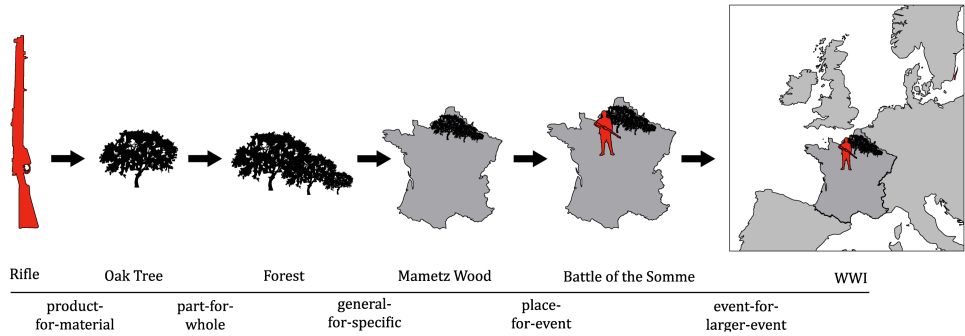 Rifle Oak Tree Forest Mametz Wood Battle of the Somme WWI
product- part-for- general- place- event-for-
for-material whole for-specific for-event larger-event